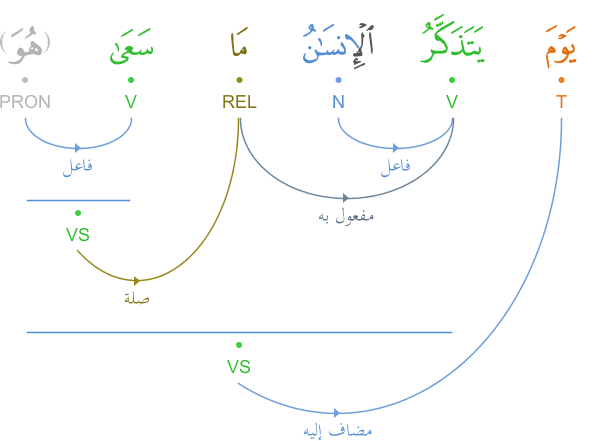 يَوْمَ يَتَذَكَّرُ ٱلْإِنسَـٰنُ مَا سَعَىٰ (هُوَ)
T V N REL V PRON
فاعل فاعل
مفعول به
VS
صلة
VS
مضاف إليه